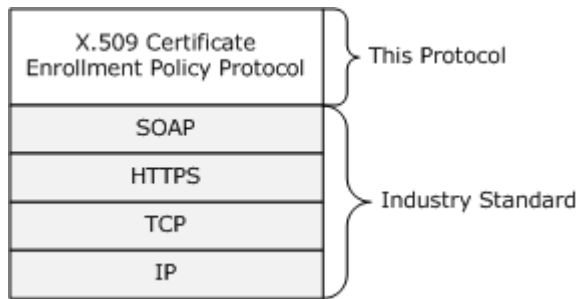 X.509 Certificate
Enrollment Policy Protocol
This Protocol
SOAP
HTTPS
TCP
IP
Industry Standard